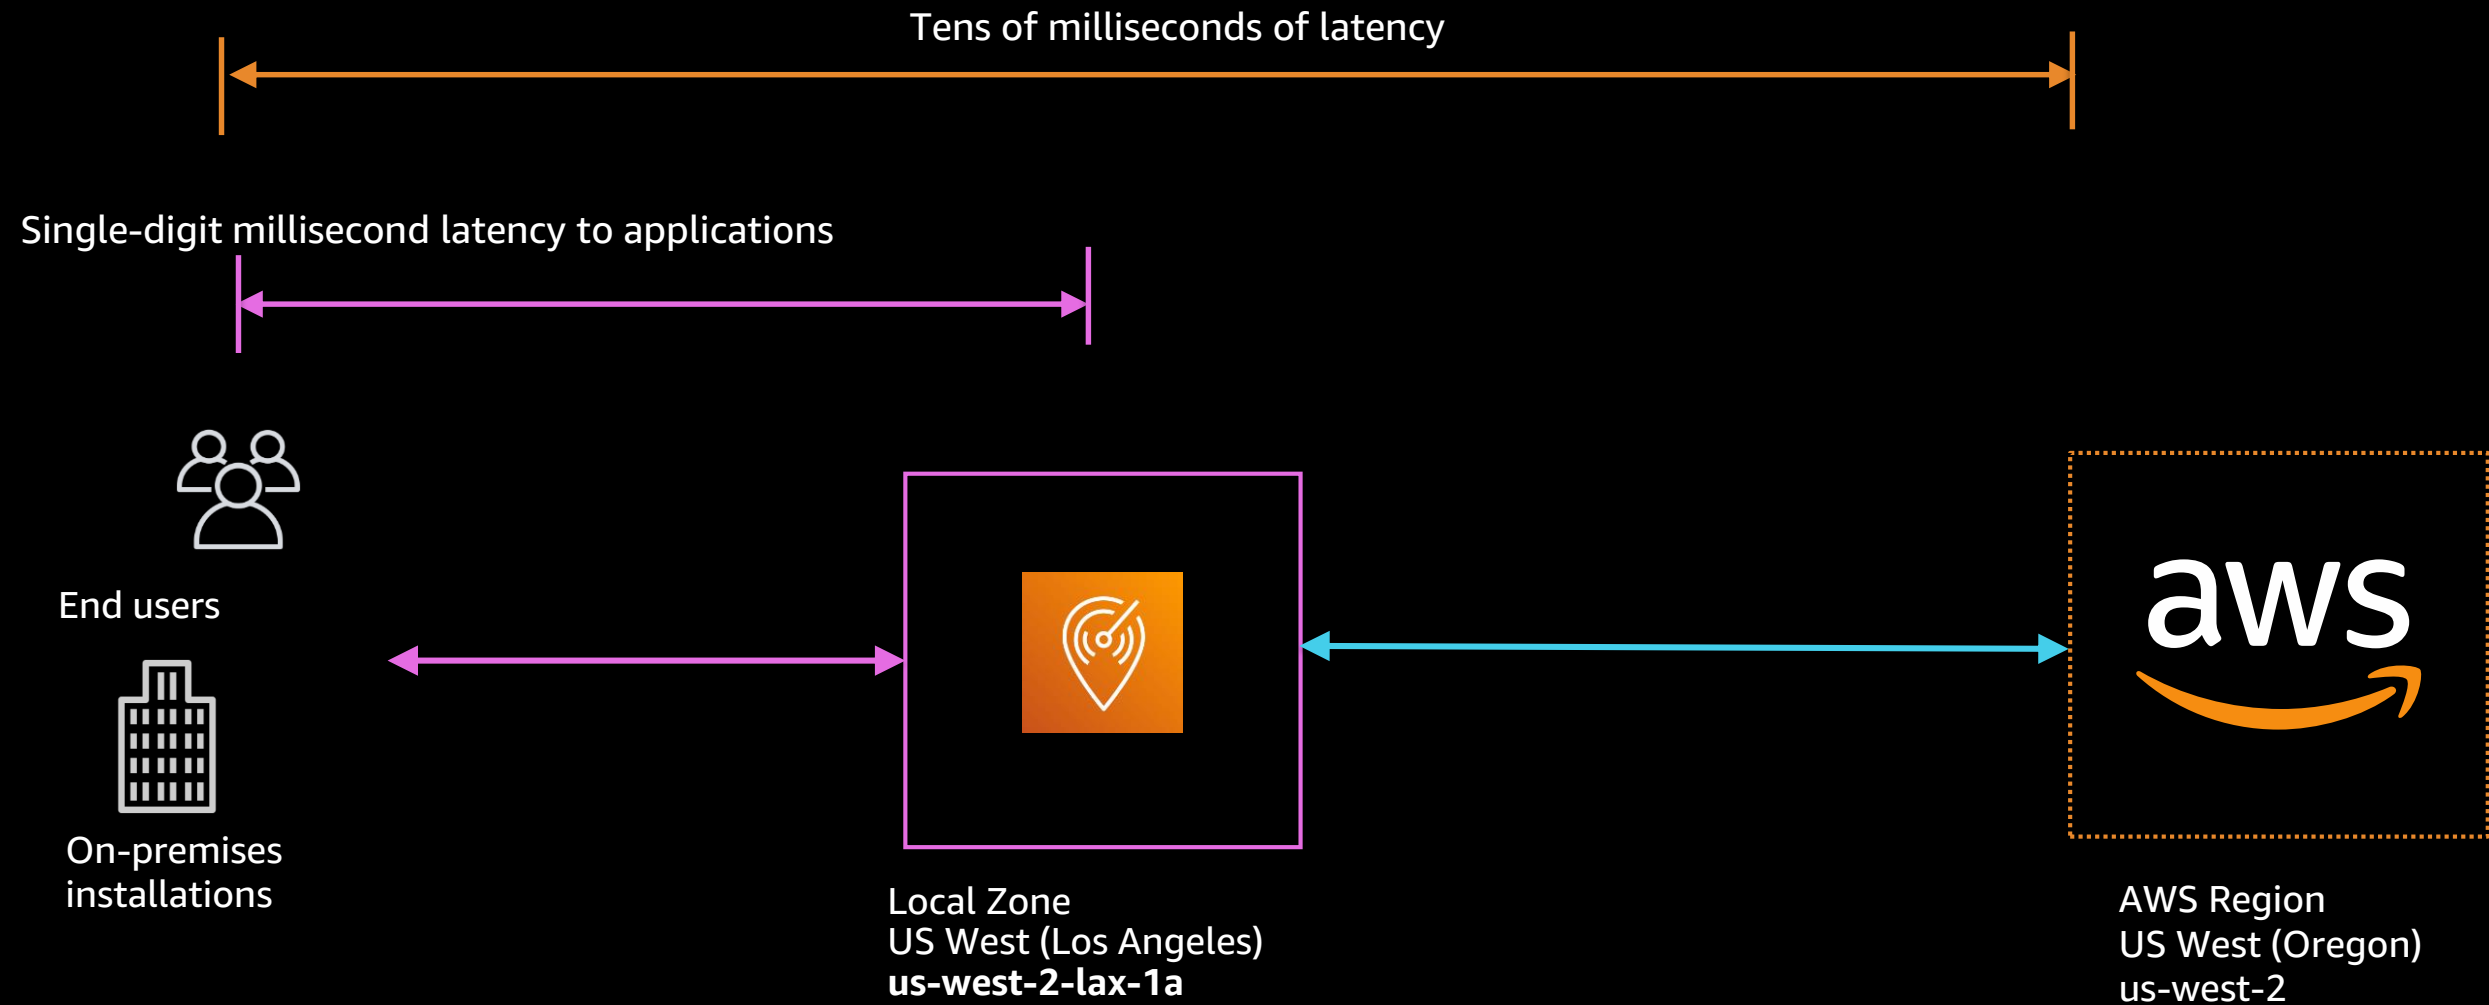 Tens of milliseconds of latency
Single-digit millisecond latency to applications
End users
On-premises
installations
Local Zone
US West (Los Angeles)
us-west-2-lax-1a
aws
AWS Region
US West (Oregon)
us-west-2